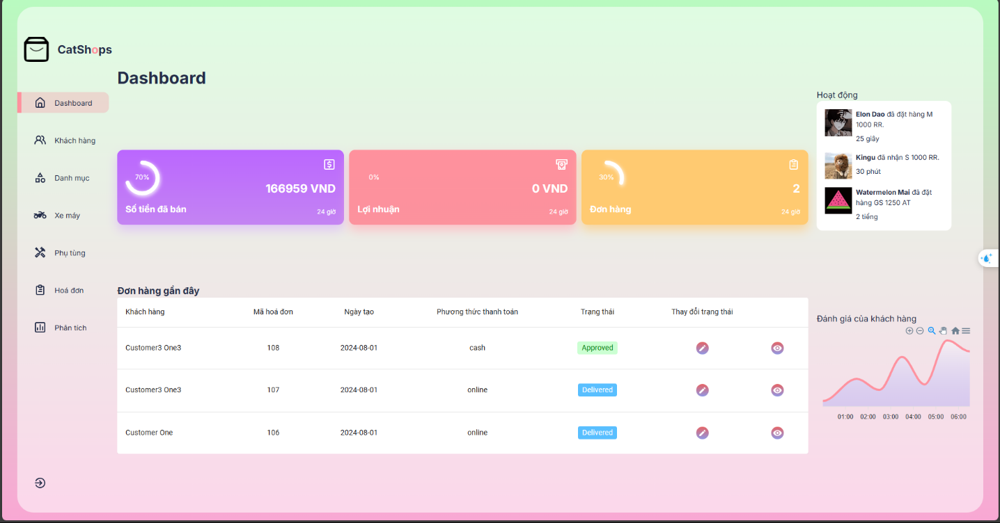 CatShops
Dashboard
Dashboard
Khách hàng
Danh mục
Xe máy
Phụ tùng
Hoá đơn
Phân tích
70%
166959 VND
Số tiền đã bán
24 giờ
0%
0 VND
Lợi nhuận
24 giờ
30%
2
Đơn hàng
24 giờ
Hoạt động
Elon Dao đã đặt hàng M
1000 RR.
25 giây
Kingu đã nhận S 1000 RR.
30 phút
Watermelon Mai đã đặt
hàng GS 1250 AT
2 tiếng
Đơn hàng gần đây
Khách hàng Mã hoá đơn Ngày tạo Phương thức thanh toán Trạng thái Thay đổi trạng thái
Customer3 One3 108 2024-08-01 cash Approved
Customer3 One3 107 2024-08-01 online Delivered
Customer One 106 2024-08-01 online Delivered
Đánh giá của khách hàng
01:00 02:00 03:00 04:00 05:00 06:00